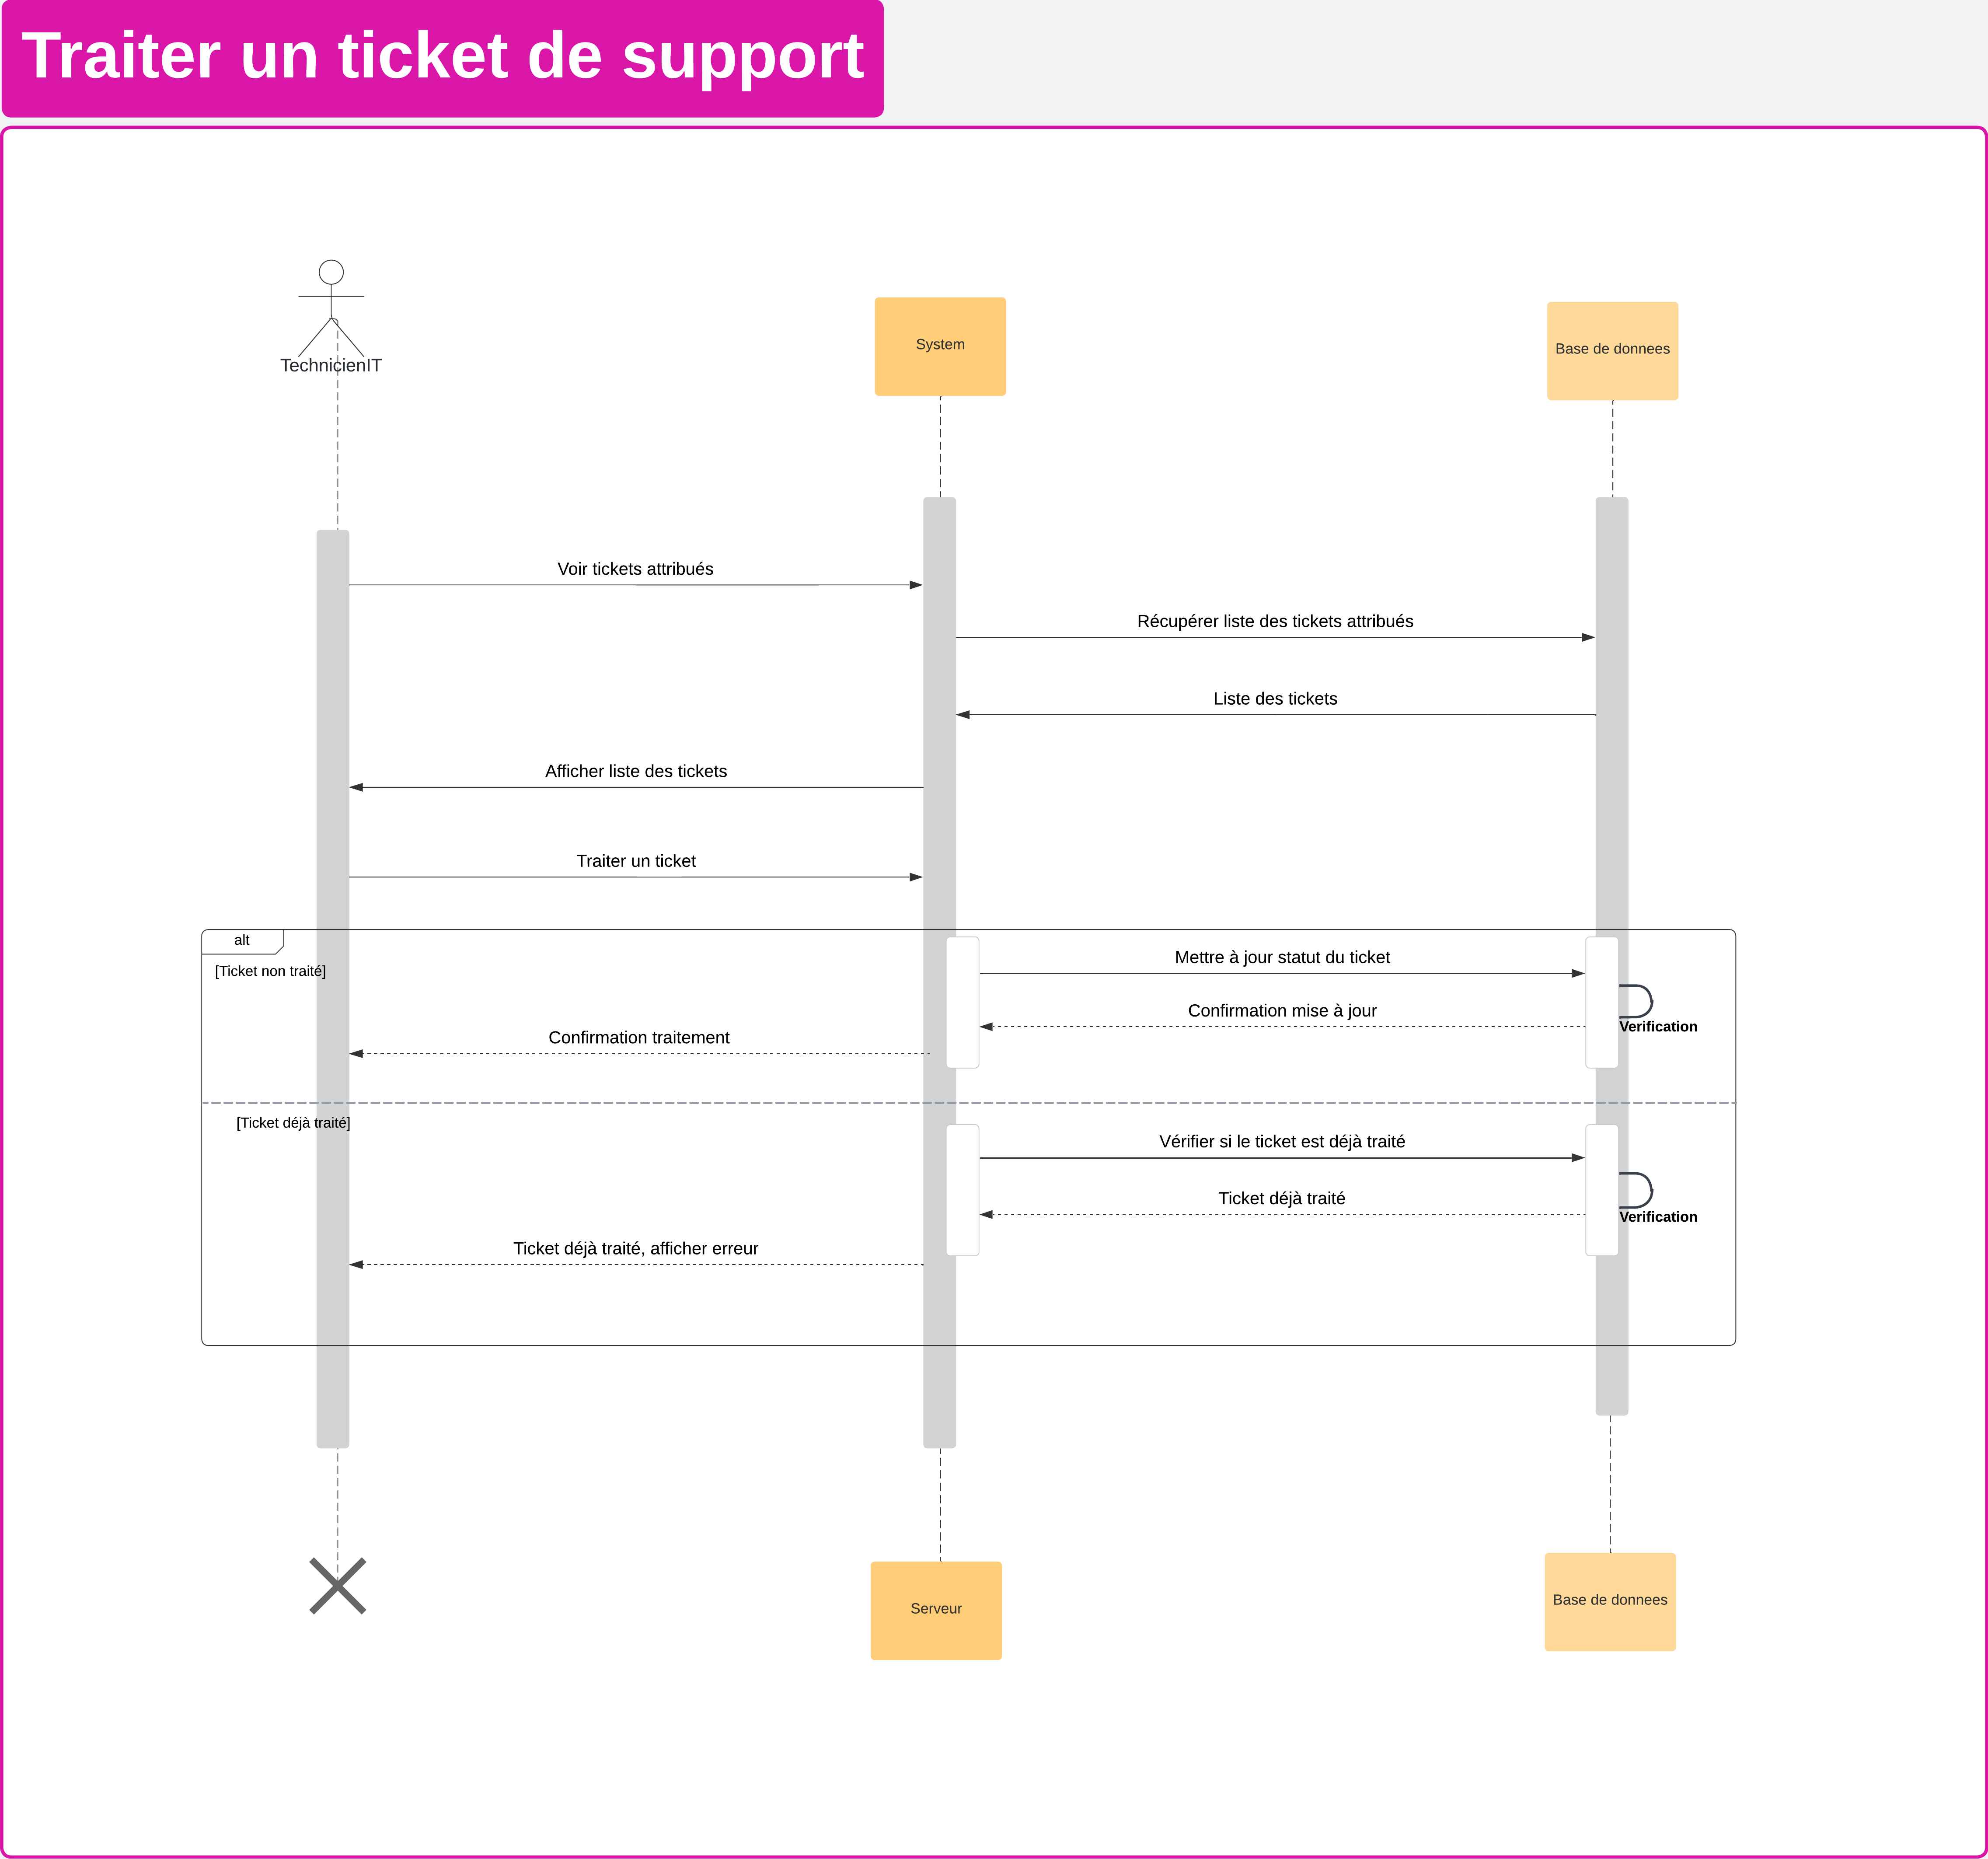 Traiter un ticket de support
TechnicienIT
System
Base de donnees
Voir tickets attribués
Récupérer liste des tickets attribués
Liste des tickets
Afficher liste des tickets
Traiter un ticket
alt
[Ticket non traité]
Mettre à jour statut du ticket
Confirmation mise à jour
Verification
Confirmation traitement
[Ticket déjà traité]
Vérifier si le ticket est déjà traité
Ticket déjà traité
Verification
Ticket déjà traité, afficher erreur
Serveur
Base de donnees